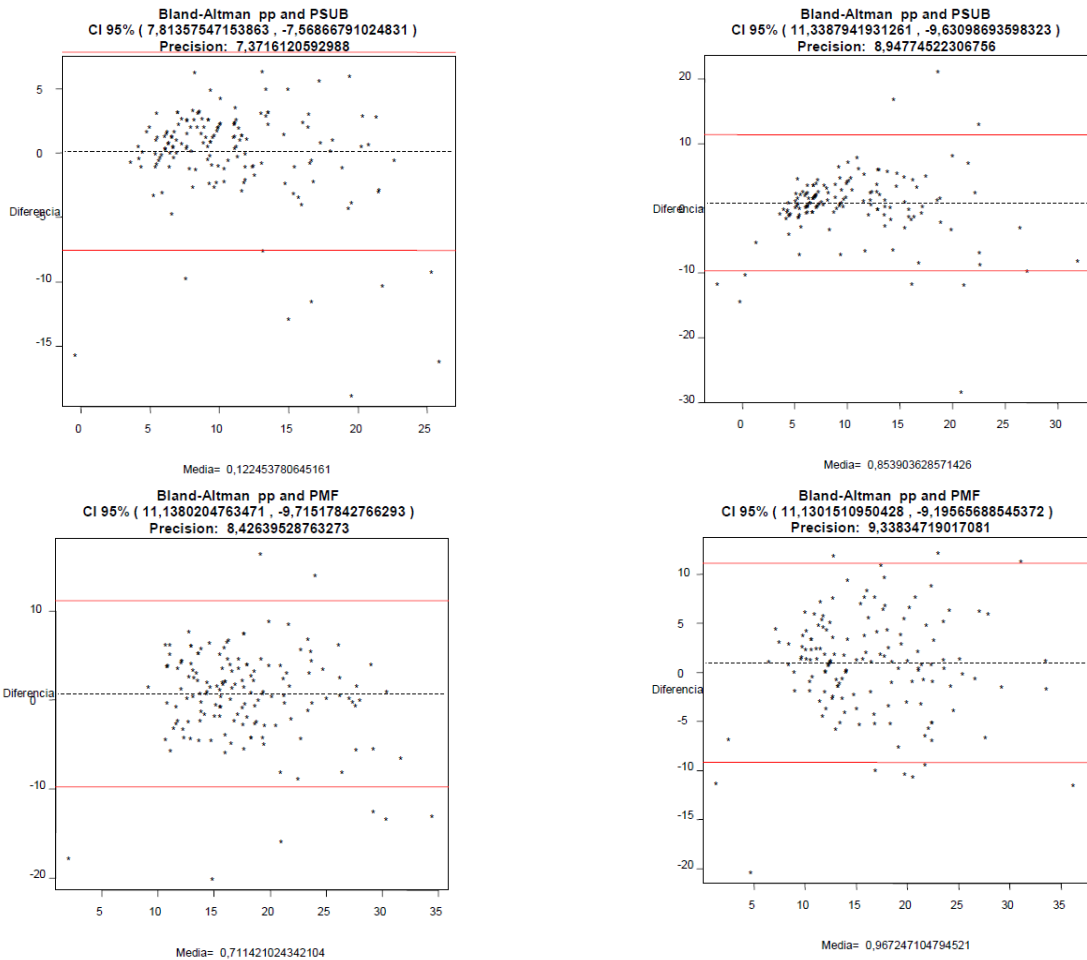 Bland-Altman pp and PSUB
CI 95% ( 7,81357547153863 , -7,56866791024831 )
Precision: 7,3716120592988
5
0
Diferencia
-5
-10
-15
0 5 10 15 20 25
Media= 0,122453780645161
Bland-Altman pp and PSUB
CI 95% ( 11,3387941931261 , -9,63098693598323 )
Precision: 8,94774522306756
20
10
Diferencia
0
-10
-20
-30
0 5 10 15 20 25 30
Media= 0,853903628571426
Bland-Altman pp and PMF
CI 95% ( 11,1380204763471 , -9,71517842766293 )
Precision: 8,42639528763273
10
Diferencia
0
-10
-20
5 10 15 20 25 30 35
Media= 0,711421024342104
Bland-Altman pp and PMF
CI 95% ( 11,1301510950428 , -9,19565688545372 )
Precision: 9,33834719017081
10
5
0
Diferencia
-5
-10
-15
-20
5 10 15 20 25 30 35
Media= 0,967247104794521